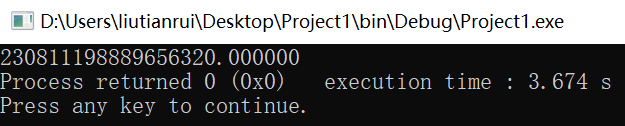 D:\Users\liutianrui\Desktop\Project1\bin\Debug\Project1.exe
230811198889656320.000000
Process returned 0 (0x0)   execution time : 3.674 s
Press any key to continue.